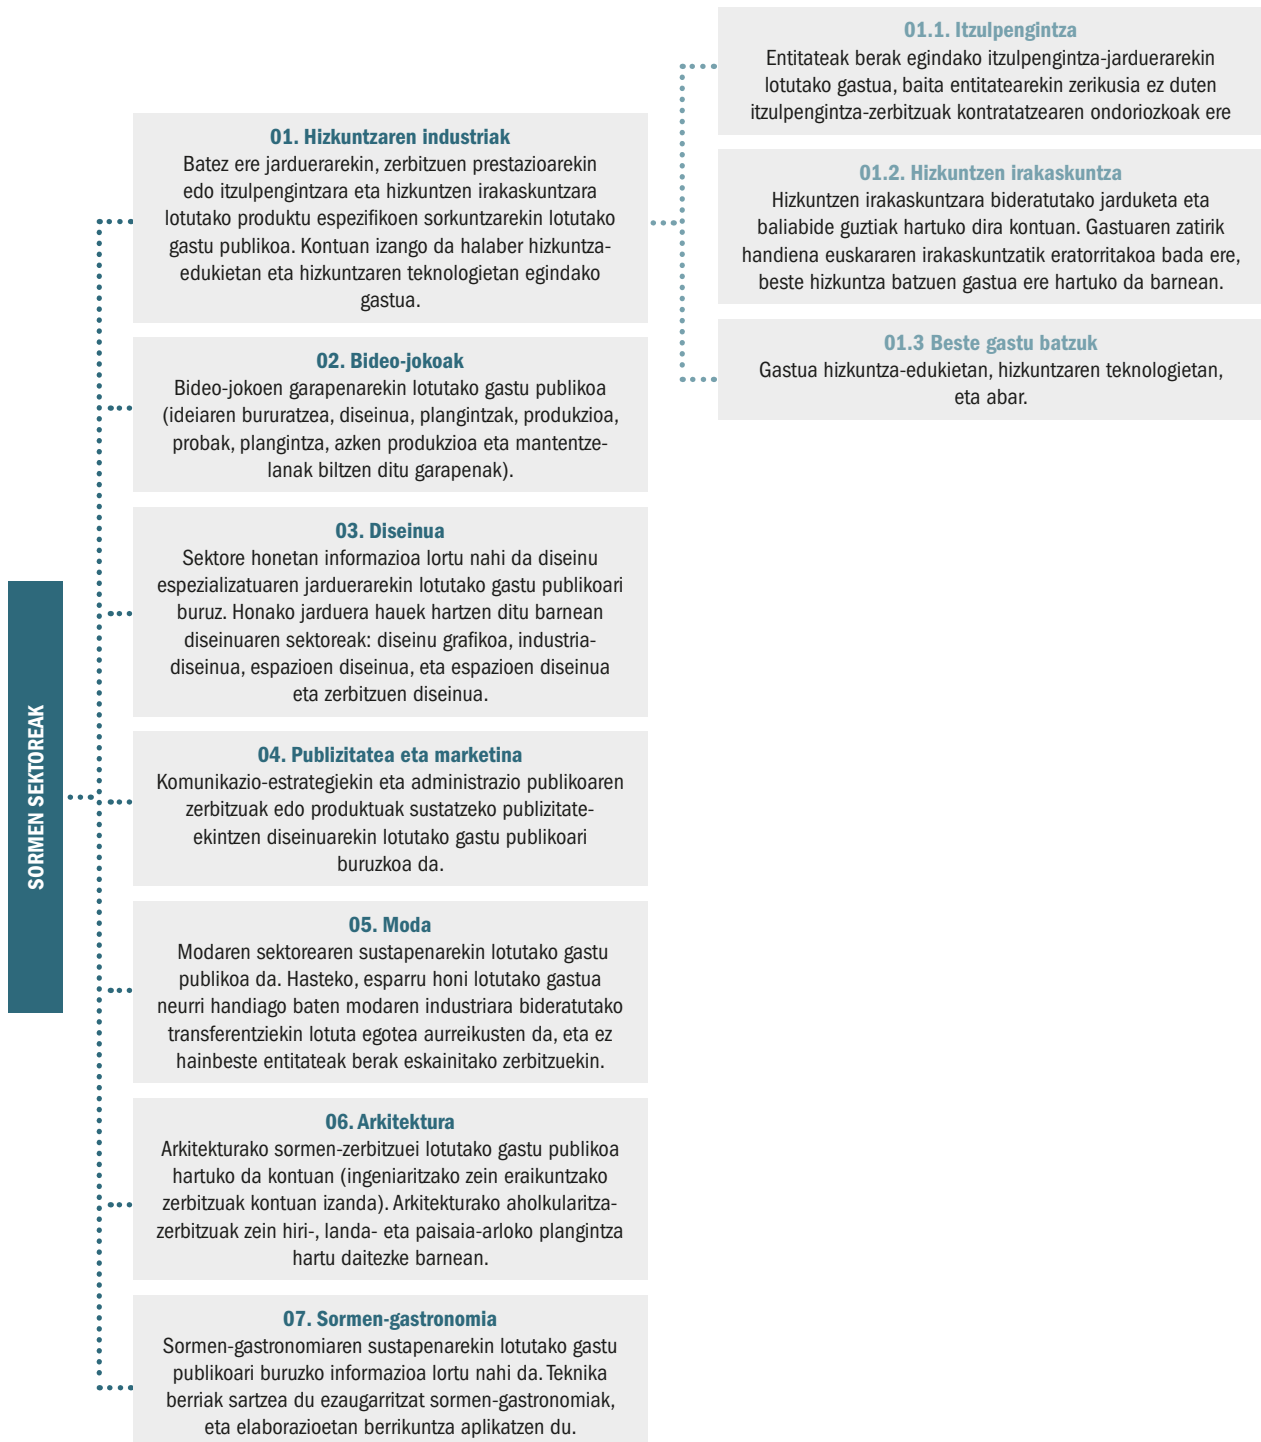 SORMEN SEKTOREAK
01. Hizkuntzaren industriak
Batez ere jarduerarekin, zerbitzuen prestazioarekin
edo itzulpengintzara eta hizkuntzen irakaskuntzara
lotutako produktu espezifikoen sorkuntzarekin lotutako
gastu publikoa. Kontuan izango da halaber hizkuntza-
edukietan eta hizkuntzaren teknologietan egindako
gastua.
01.1. Itzulpengintza
Entitateak berak egindako itzulpengintza-jarduerarekin
lotutako gastua, baita entitatearekin zerikusia ez duten
itzulpengintza-zerbitzuak kontratatzearen ondoriozkoak ere
01.2. Hizkuntzen irakaskuntza
Hizkuntzen irakaskuntzara bideratutako jarduketa eta
baliabide guztiak hartuko dira kontuan. Gastuaren zatirik
handiena euskararen irakaskuntzatik eratorritakoa bada ere,
beste hizkuntza batzuen gastua ere hartuko da barnean.
01.3 Beste gastu batzuk
Gastua hizkuntza-edukietan, hizkuntzaren teknologietan,
eta abar.
02. Bideo-jokoak
Bideo-jokoen garapenarekin lotutako gastu publikoa
(ideiaren bururatzea, diseinua, plangintzak, produkzioa,
probak, plangintza, azken produkzioa eta mantentze-
lanak biltzen ditu garapenak).
03. Diseinua
Sektore honetan informazioa lortu nahi da diseinu
espezializatuaren jarduerarekin lotutako gastu publikoari
buruz. Honako jarduera hauek hartzen ditu barnean
diseinuaren sektoreak: diseinu grafikoa, industria-
diseinua, espazioen diseinua, eta espazioen diseinua
eta zerbitzuen diseinua.
04. Publizitatea eta marketina
Komunikazio-estrategiekin eta administrazio publikoaren
zerbitzuak edo produktuak sustatzeko publizitate-
ekintzen diseinuarekin lotutako gastu publikoari
buruzkoa da.
05. Moda
Modaren sektorearen sustapenarekin lotutako gastu
publikoa da. Hasteko, esparru honi lotutako gastua
neurri handiago baten modaren industriara bideratutako
transferentziekin lotuta egotea aurreikusten da, eta ez
hainbeste entitateak berak eskainitako zerbitzuekin.
06. Arkitektura
Arkitekturako sormen-zerbitzuei lotutako gastu publikoa
hartuko da kontuan (ingeniaritzako zein eraikuntzako
zerbitzuak kontuan izanda). Arkitekturako aholkularitza-
zerbitzuak zein hiri-, landa- eta paisaia-arloko plangintza
hartu daitezke barnean.
07. Sormen-gastronomia
Sormen-gastronomiaren sustapenarekin lotutako gastu
publikoari buruzko informazioa lortu nahi da. Teknika
berriak sartzea du ezaugarritzat sormen-gastronomiak,
eta elaborazioetan berrikuntza aplikatzen du.